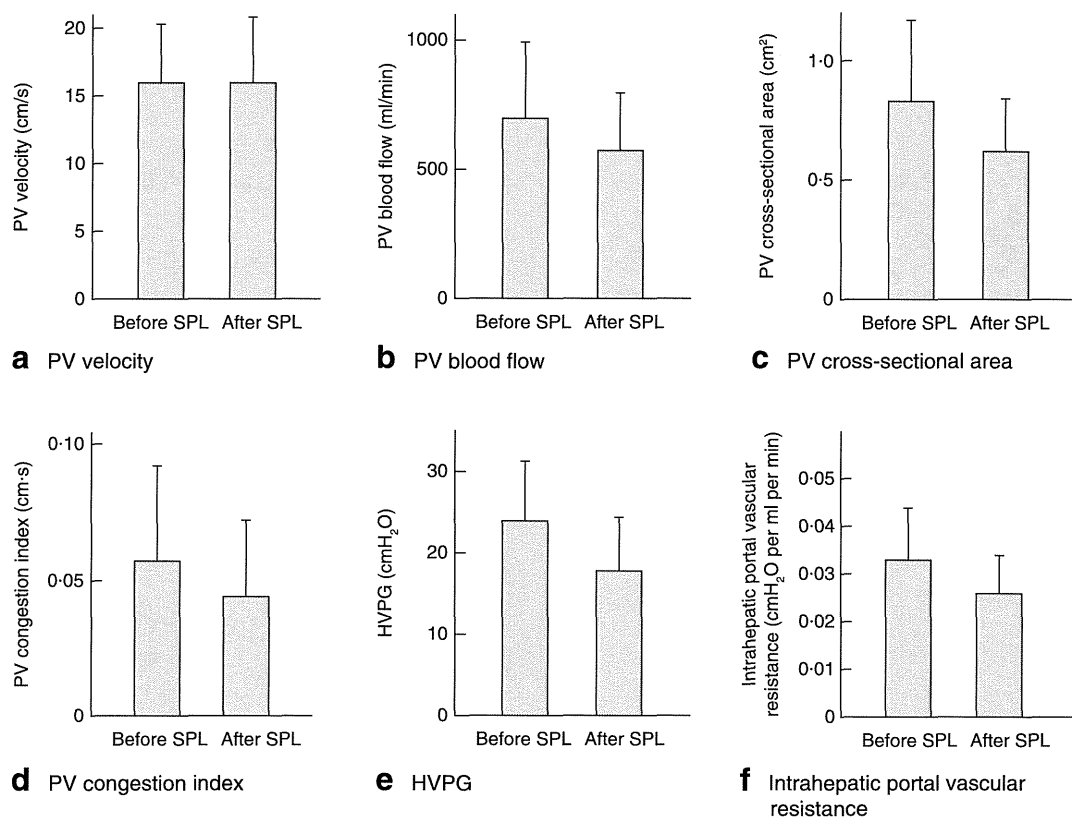 20
15
10
5
0
PV velocity (cm/s)
Before SPL After SPL
a PV velocity
1000
500
0
PV blood flow (ml/min)
Before SPL After SPL
b PV blood flow
1·0
0·5
0
PV cross-sectional area (cm²)
Before SPL After SPL
c PV cross-sectional area
0·10
0·05
0
PV congestion index (cm·s)
Before SPL After SPL
d PV congestion index
30
20
10
0
HVPG (cmH₂O)
Before SPL After SPL
e HVPG
0·05
0·04
0·03
0·02
0·01
0
Intrahepatic portal vascular
resistance (cmH₂O per ml per min)
Before SPL After SPL
f Intrahepatic portal vascular
resistance